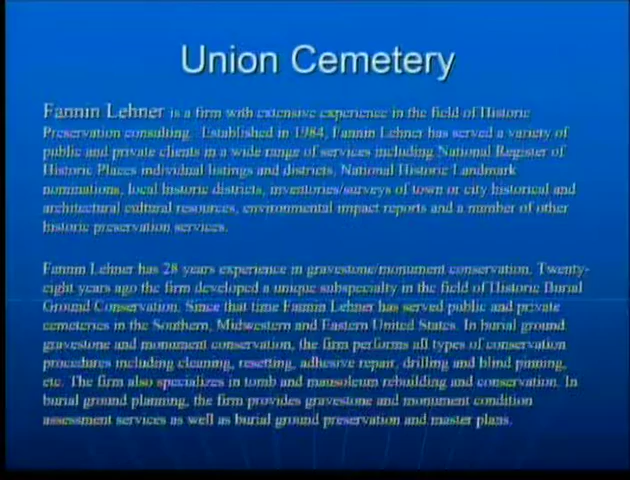 Union Cemetery
Fannin Lehner is a firm with extensive experience in the field of Historic
Preservation consulting. Established in 1984, Fannin Lehner has served a variety of
public and private clients in a wide range of services including National Register of
Historic Places individual listings and districts, National Historic Landmark
nominations, local historic districts, inventories/surveys of town or city historical and
architectural cultural resources, environmental impact reports and a number of other
historic preservation services.
Fannin Lehner has 28 years experience in gravestone/monument conservation. Twenty-
eight years ago the firm developed a unique subspecialty in the field of Historic Burial
Ground Conservation. Since that time Fannin Lehner has served public and private
cemeteries in the Southern, Midwestern and Eastern United States. In burial ground
gravestone and monument conservation, the firm performs all types of conservation
procedures including cleaning, resetting, adhesive repair, drilling and blind pinning,
etc. The firm also specializes in tomb and mausoleum rebuilding and conservation. In
burial ground planning, the firm provides gravestone and monument condition
assessment services as well as burial ground preservation and master plans.